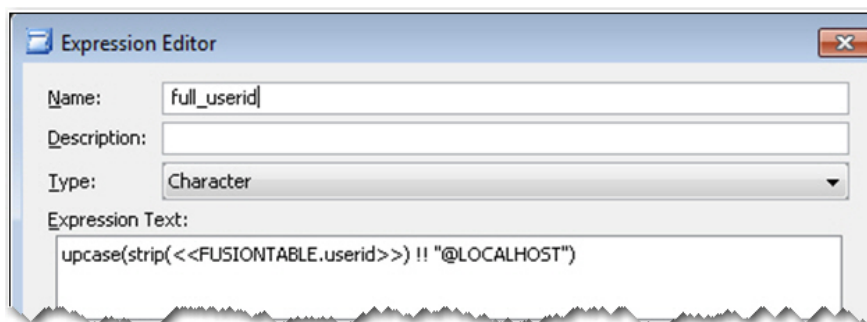 Expression Editor
Name: full_userid
Description:
Type: Character
Expression Text:
upcase(strip(<<FUSIONTABLE.userid>>) !! "@LOCALHOST")